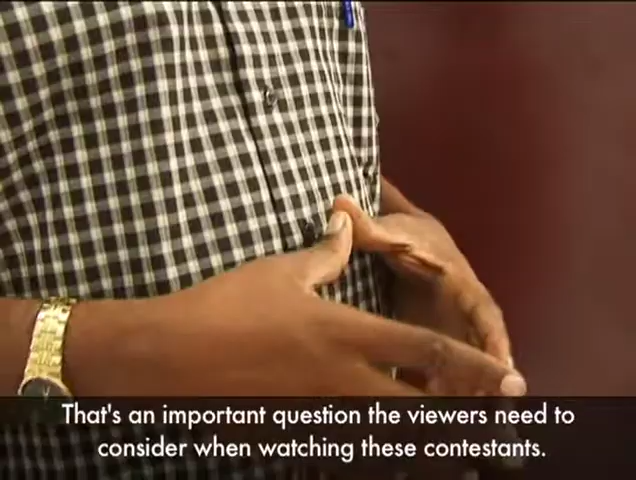 That's an important question the viewers need to
consider when watching these contestants.